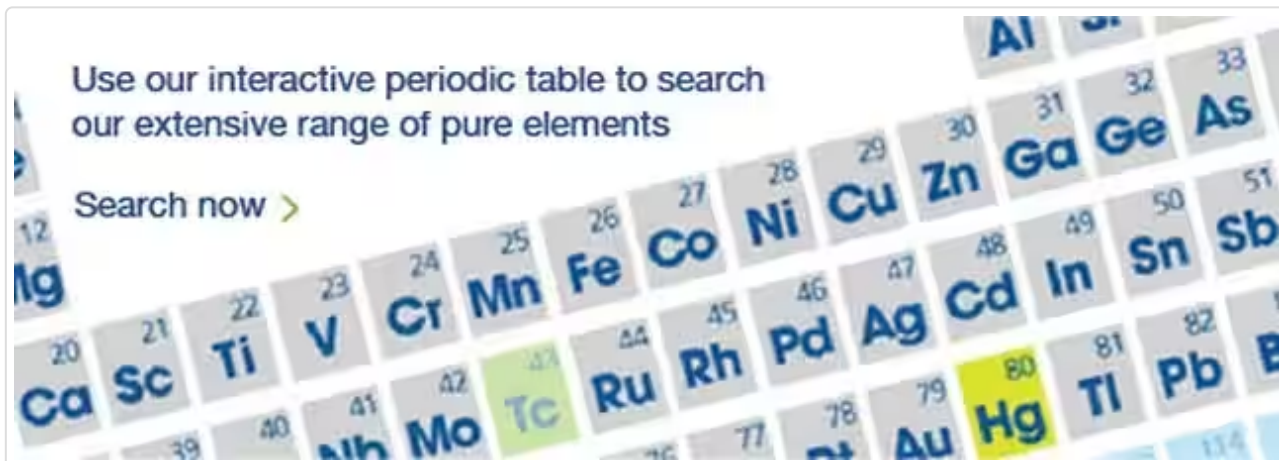 Use our interactive periodic table to search
our extensive range of pure elements
Search now >
Al
31 32 33
Ga Ge As
26 27 28 29 30
Fe Co Ni Cu Zn
20 21 22 23 24 25
Ca Sc Ti V Cr Mn
12
44 45 46 47 48 49 50 51
Ru Rh Pd Ag Cd In Sn Sb
39 40 41 42 43
Nb Mo Tc
77 78 79 80 81 82
Pt Au Hg Tl Pb
114